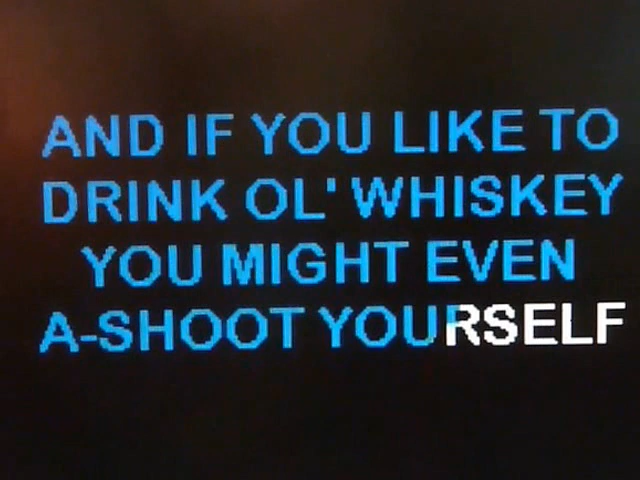 AND IF YOU LIKE TO
DRINK OL' WHISKEY
YOU MIGHT EVEN
A-SHOOT YOURSELF